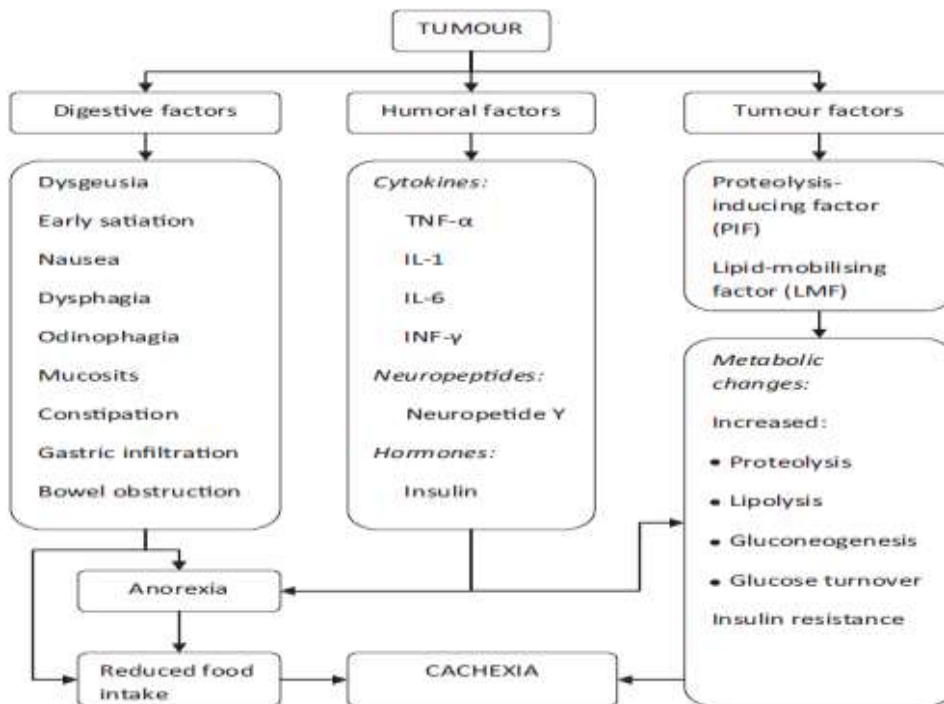 TUMOUR
Digestive factors
Humoral factors
Tumour factors
Dysgeusia
Early satiation
Nausea
Dysphagia
Odinophagia
Mucosits
Constipation
Gastric infiltration
Bowel obstruction
Cytokines:
TNF-α
IL-1
IL-6
INF-γ
Neuropeptides:
Neuropetide Y
Hormones:
Insulin
Proteolysis-
inducing factor
(PIF)
Lipid-mobilising
factor (LMF)
Metabolic
changes:
Increased:
• Proteolysis
• Lipolysis
• Gluconeogenesis
• Glucose turnover
Insulin resistance
Anorexia
Reduced food
intake
CACHEXIA